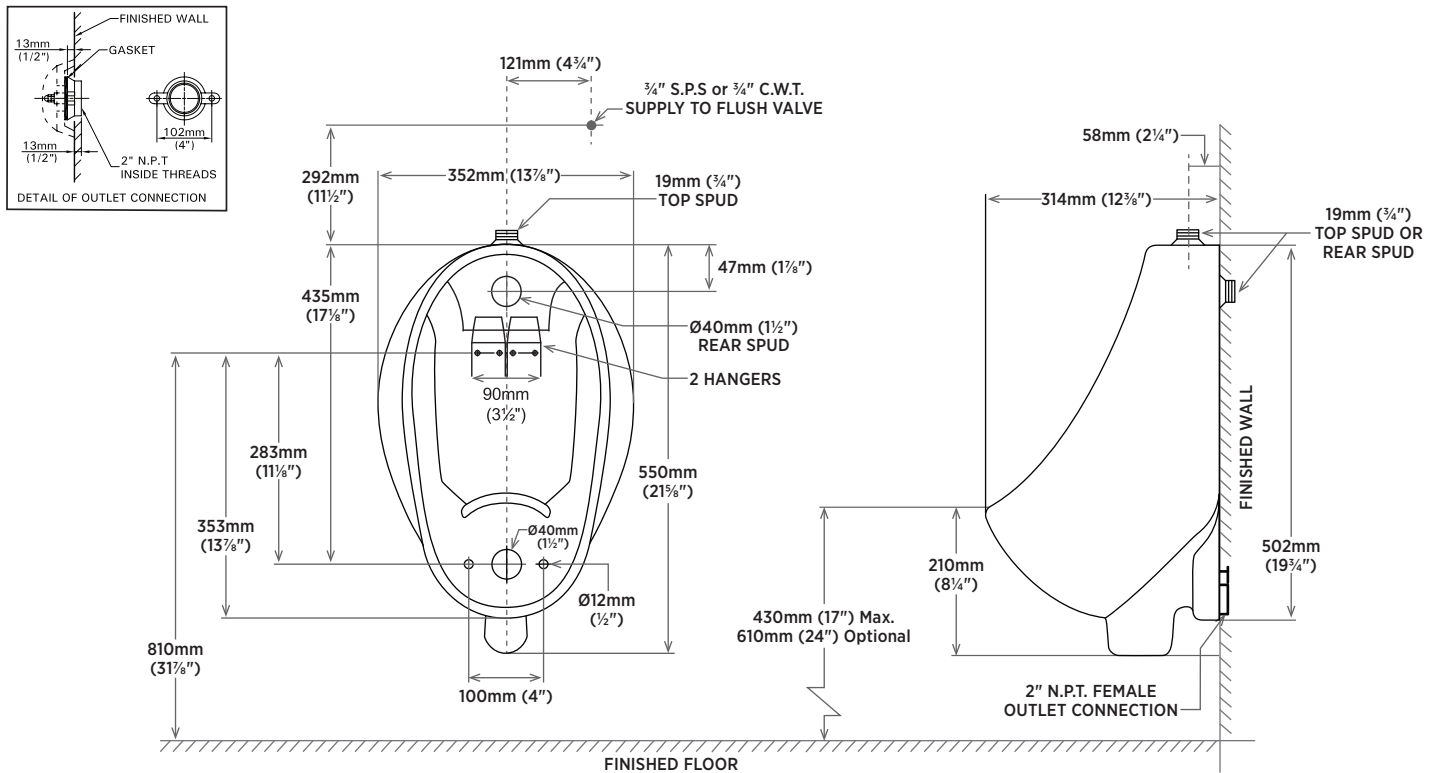 FINISHED WALL
13mm
(1/2")
GASKET
102mm
(4")
13mm
(1/2")
2" N.P.T
INSIDE THREADS
DETAIL OF OUTLET CONNECTION
121mm (4¾")
¾" S.P.S or ¾" C.W.T.
SUPPLY TO FLUSH VALVE
292mm
(11½")
352mm (13⅞")
19mm (¾")
TOP SPUD
47mm (1⅞")
435mm
(17⅛")
Ø40mm (1½")
REAR SPUD
2 HANGERS
90mm
(3½")
283mm
(11⅛")
550mm
(21⅝")
353mm
(13⅞")
Ø40mm
(1½")
Ø12mm
(½")
810mm
(31⅞")
100mm (4")
58mm (2¼")
314mm (12⅜")
19mm (¾")
TOP SPUD OR
REAR SPUD
FINISHED WALL
502mm
(19¾")
210mm
(8¼")
430mm (17") Max.
610mm (24") Optional
2" N.P.T. FEMALE
OUTLET CONNECTION
FINISHED FLOOR